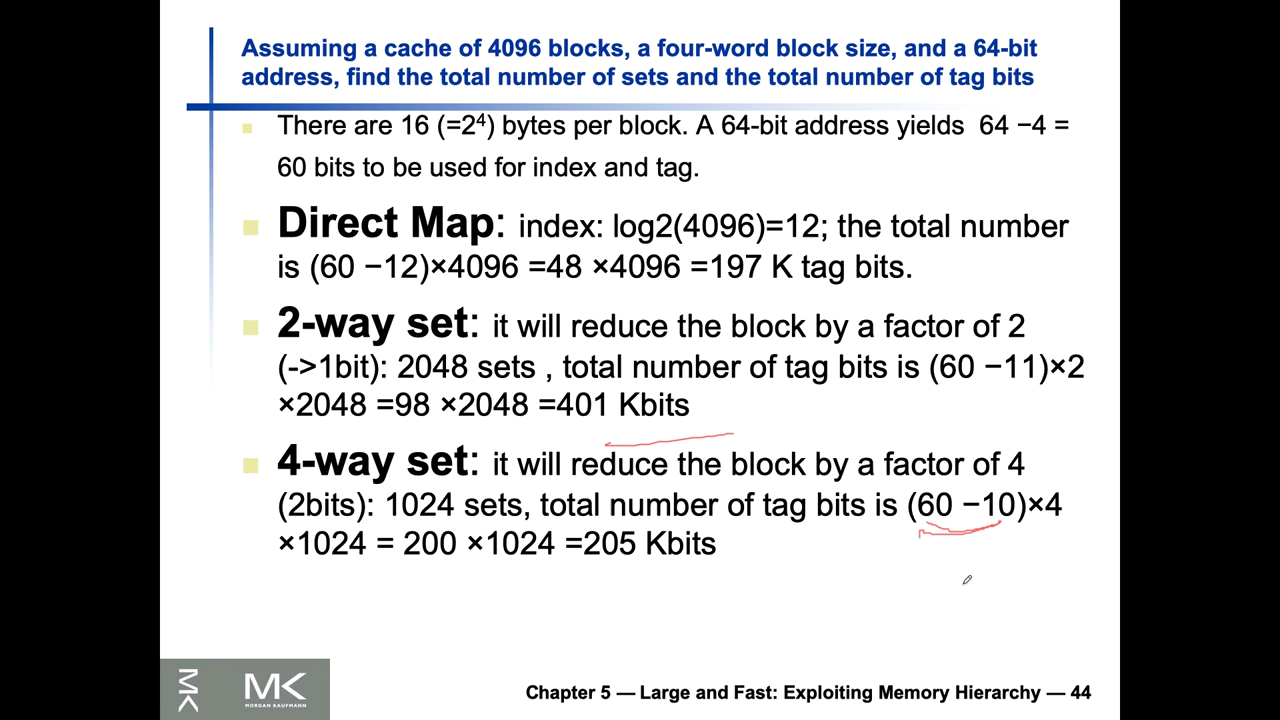 Assuming a cache of 4096 blocks, a four-word block size, and a 64-bit
address, find the total number of sets and the total number of tag bits
There are 16 (=2⁴) bytes per block. A 64-bit address yields 64 −4 =
60 bits to be used for index and tag.
Direct Map: index: log2(4096)=12; the total number
is (60 −12)×4096 =48 ×4096 =197 K tag bits.
2-way set: it will reduce the block by a factor of 2
(->1bit): 2048 sets , total number of tag bits is (60 −11)×2
×2048 =98 ×2048 =401 Kbits
4-way set: it will reduce the block by a factor of 4
(2bits): 1024 sets, total number of tag bits is (60 −10)×4
×1024 = 200 ×1024 =205 Kbits
MK
MK
MORGAN KAUFMANN
Chapter 5 — Large and Fast: Exploiting Memory Hierarchy — 44